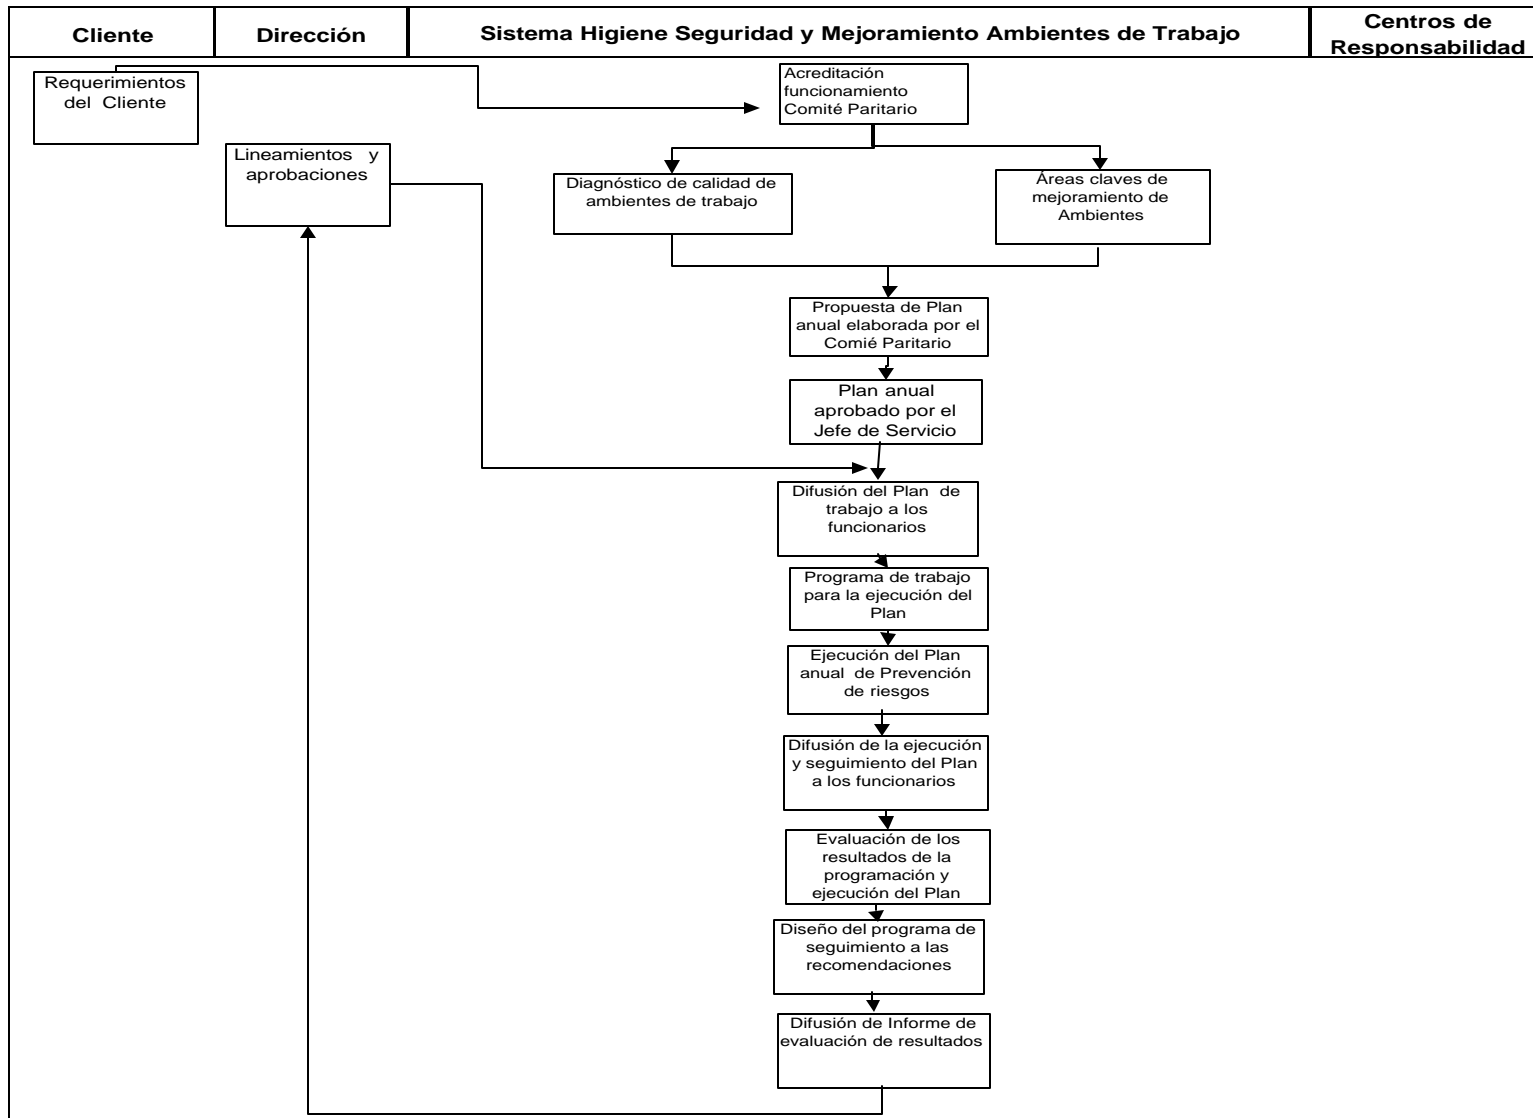 Cliente
Dirección
Sistema Higiene Seguridad y Mejoramiento Ambientes de Trabajo
Centros de
Responsabilidad
Requerimientos
del Cliente
Acreditación
funcionamiento
Comité Paritario
Lineamientos y
aprobaciones
Diagnóstico de calidad de
ambientes de trabajo
Áreas claves de
mejoramiento de
Ambientes
Propuesta de Plan
anual elaborada por el
Comié Paritario
Plan anual
aprobado por el
Jefe de Servicio
Difusión del Plan de
trabajo a los
funcionarios
Programa de trabajo
para la ejecución del
Plan
Ejecución del Plan
anual de Prevención
de riesgos
Difusión de la ejecución
y seguimiento del Plan
a los funcionarios
Evaluación de los
resultados de la
programación y
ejecución del Plan
Diseño del programa de
seguimiento a las
recomendaciones
Difusión de Informe de
evaluación de resultados